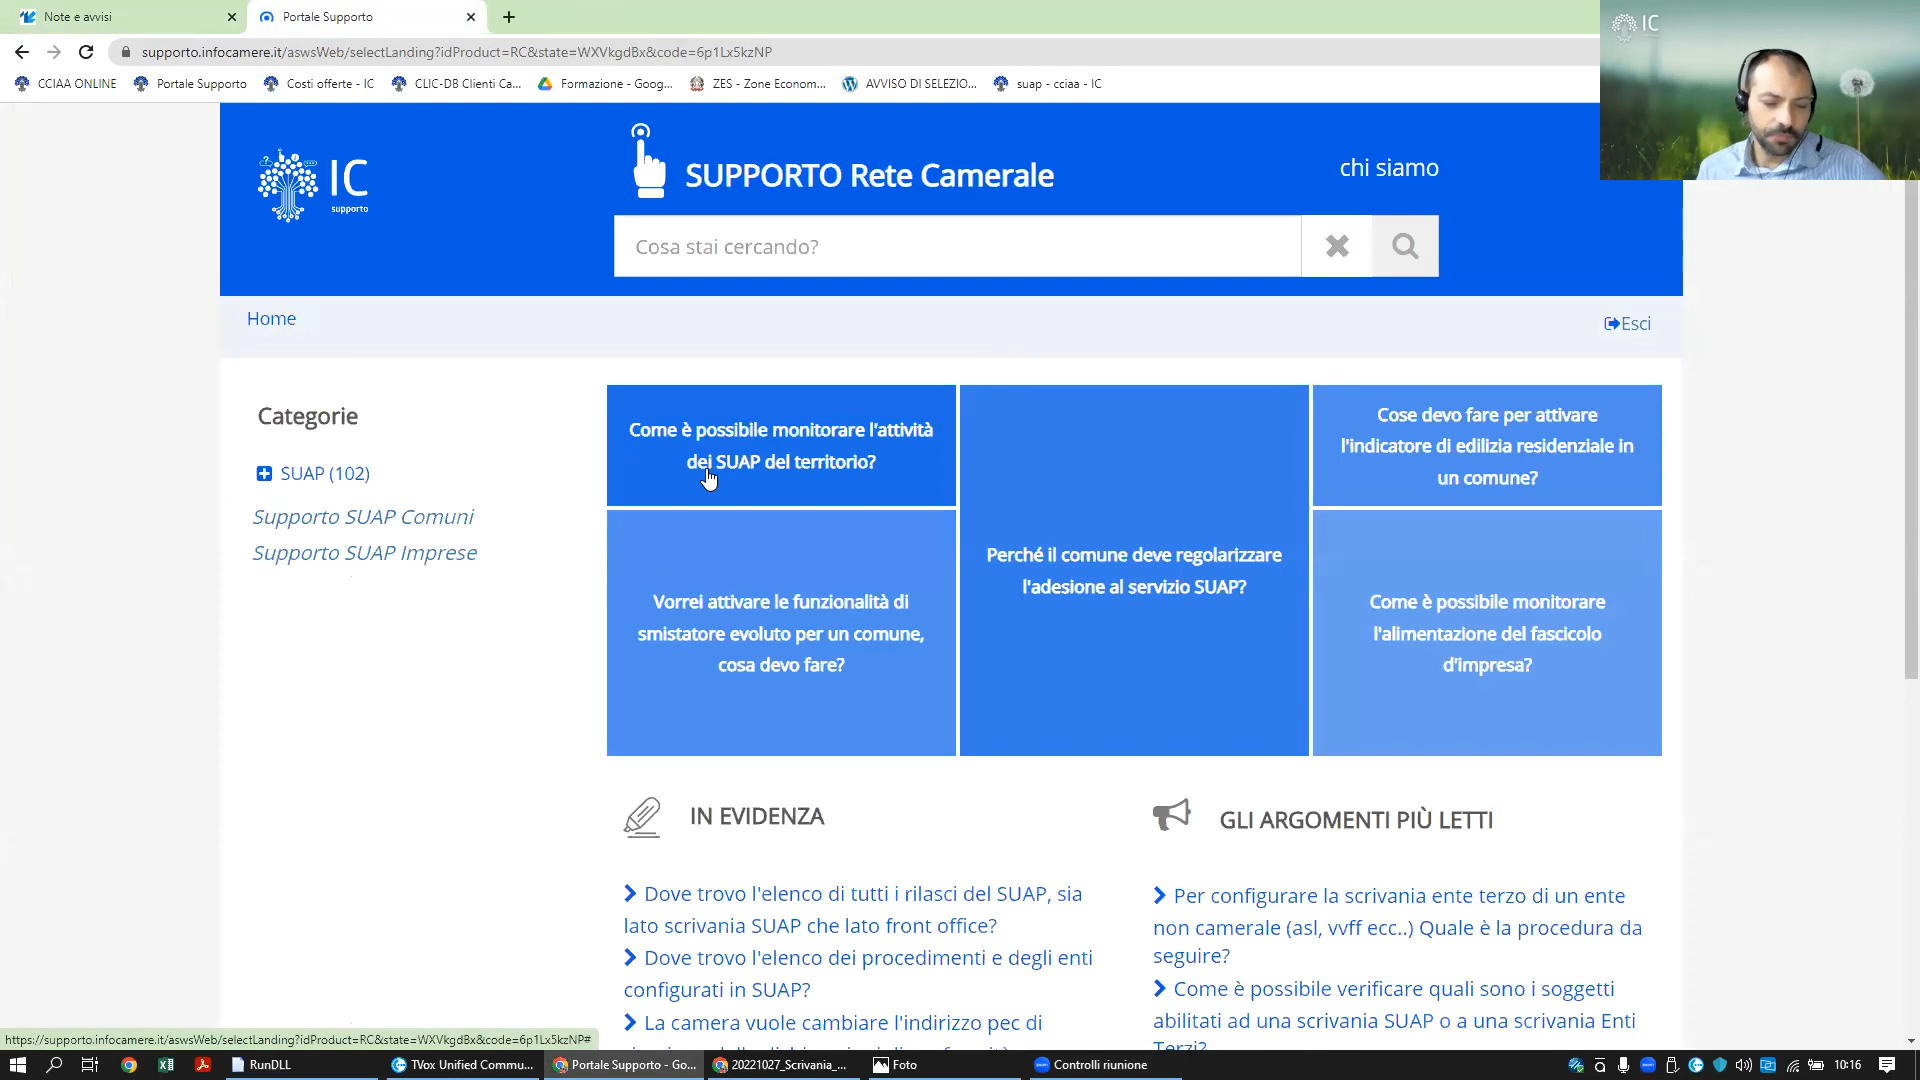 Note e avvisi
Portale Supporto
supporto.infocamere.it/aswsWeb/selectLanding?idProduct=RC&state=WXVkgdBx&code=6p1Lx5kzNP
CCIAA ONLINE
Portale Supporto
Costi offerte - IC
CLIC-DB Clienti Ca...
Formazione - Goog...
ZES - Zone Econom...
AVVISO DI SELEZIO...
suap - cciaa - IC
IC
IC
supporto
SUPPORTO Rete Camerale
chi siamo
Cosa stai cercando?
Home
Esci
Categorie
SUAP (102)
Supporto SUAP Comuni
Supporto SUAP Imprese
Come è possibile monitorare l'attività
dei SUAP del territorio?
Vorrei attivare le funzionalità di
smistatore evoluto per un comune,
cosa devo fare?
Perché il comune deve regolarizzare
l'adesione al servizio SUAP?
Cose devo fare per attivare
l'indicatore di edilizia residenziale in
un comune?
Come è possibile monitorare
l'alimentazione del fascicolo
d'impresa?
IN EVIDENZA
Dove trovo l'elenco di tutti i rilasci del SUAP, sia
lato scrivania SUAP che lato front office?
Dove trovo l'elenco dei procedimenti e degli enti
configurati in SUAP?
La camera vuole cambiare l'indirizzo pec di
GLI ARGOMENTI PIÙ LETTI
Per configurare la scrivania ente terzo di un ente
non camerale (asl, vvff ecc..) Quale è la procedura da
seguire?
Come è possibile verificare quali sono i soggetti
abilitati ad una scrivania SUAP o a una scrivania Enti
Terzi?
https://supporto.infocamere.it/aswsWeb/selectLanding?idProduct=RC&state=WXVkgdBx&code=6p1Lx5kzNP#
RunDLL
TVox Unified Commu...
Portale Supporto - Go...
20221027_Scrivania_...
Foto
Controlli riunione
10:16